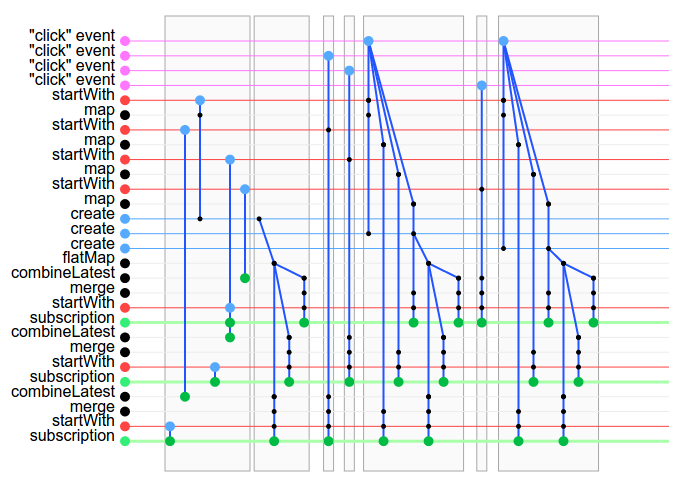 "click" event
"click" event
"click" event
"click" event
startWith
map
startWith
map
startWith
map
startWith
map
create
create
create
flatMap
combineLatest
merge
startWith
subscription
combineLatest
merge
startWith
subscription
combineLatest
merge
startWith
subscription